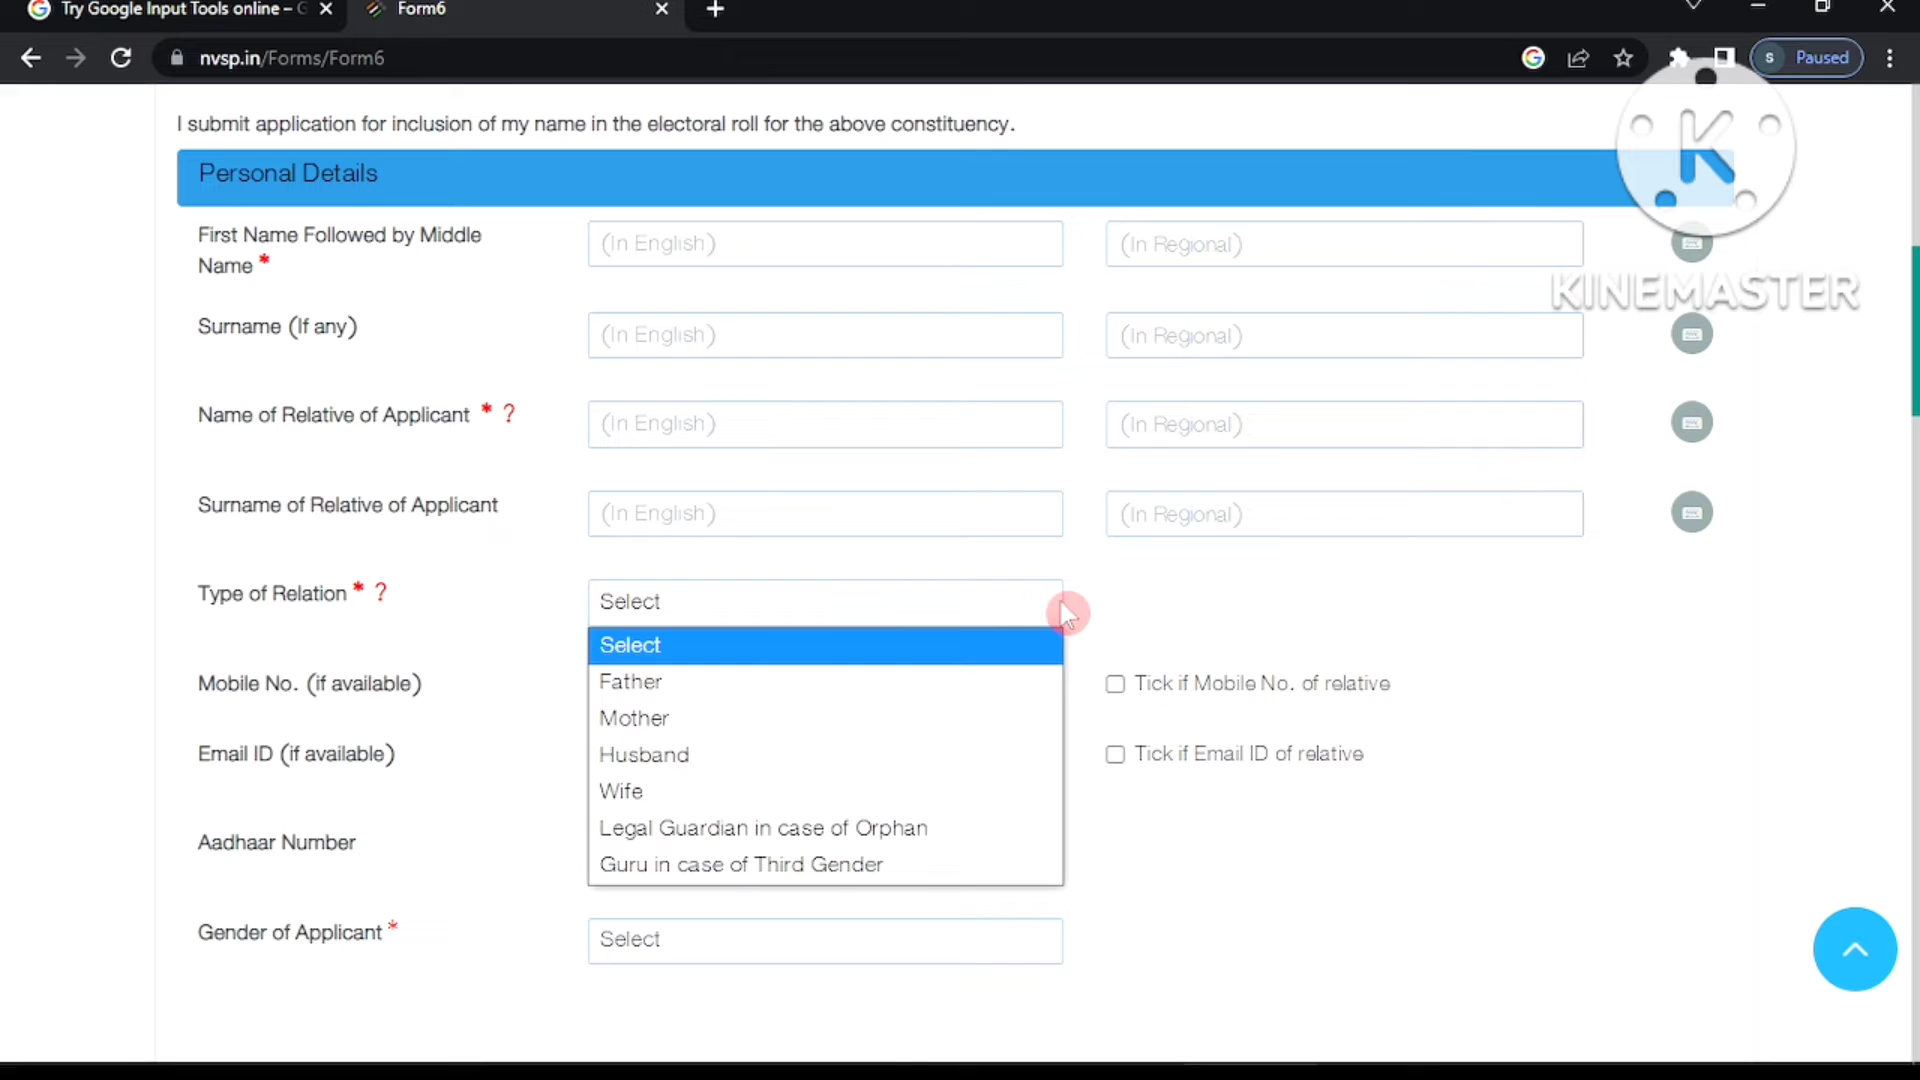 Try Google Input Tools online – G
Form6
nvsp.in/Forms/Form6
s Paused
I submit application for inclusion of my name in the electoral roll for the above constituency.
Personal Details
First Name Followed by Middle
Name *
(In English)
(In Regional)
K
KINEMASTER
Surname (If any)
(In English)
(In Regional)
Name of Relative of Applicant * ?
(In English)
(In Regional)
Surname of Relative of Applicant
(In English)
(In Regional)
Type of Relation * ?
Select
Select
Father
Mother
Husband
Wife
Legal Guardian in case of Orphan
Guru in case of Third Gender
Mobile No. (if available)
Tick if Mobile No. of relative
Email ID (if available)
Tick if Email ID of relative
Aadhaar Number
Gender of Applicant *
Select